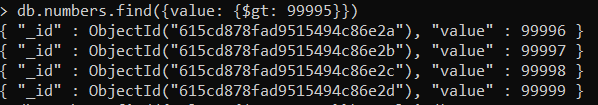 > db.numbers.find({value: {$gt: 99995}})
{ "_id" : ObjectId("615cd878fad9515494c86e2a"), "value" : 99996 }
{ "_id" : ObjectId("615cd878fad9515494c86e2b"), "value" : 99997 }
{ "_id" : ObjectId("615cd878fad9515494c86e2c"), "value" : 99998 }
{ "_id" : ObjectId("615cd878fad9515494c86e2d"), "value" : 99999 }